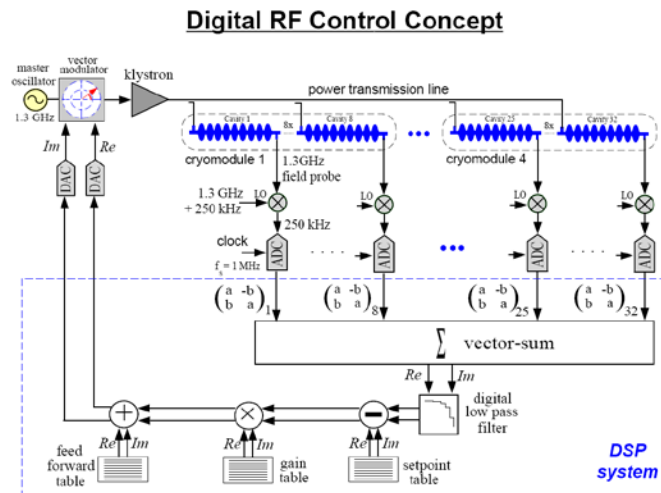 Digital RF Control Concept
master oscillator
1.3 GHz
vector modulator
klystron
power transmission line
Cavity 1
8x
Cavity 8
Cavity 25
8x
Cavity 32
cryomodule 1
cryomodule 4
Im
Re
DAC
DAC
1.3GHz field probe
LO
LO
LO
LO
1.3 GHz + 250 kHz
250 kHz
clock
fs = 1 MHz
ADC
ADC
ADC
ADC
(a -b
b a)1
(a -b
b a)8
(a -b
b a)25
(a -b
b a)32
Σ vector-sum
Re
Im
digital low pass filter
+
×
−
Re Im
Re Im
Re Im
feed forward table
gain table
setpoint table
DSP system